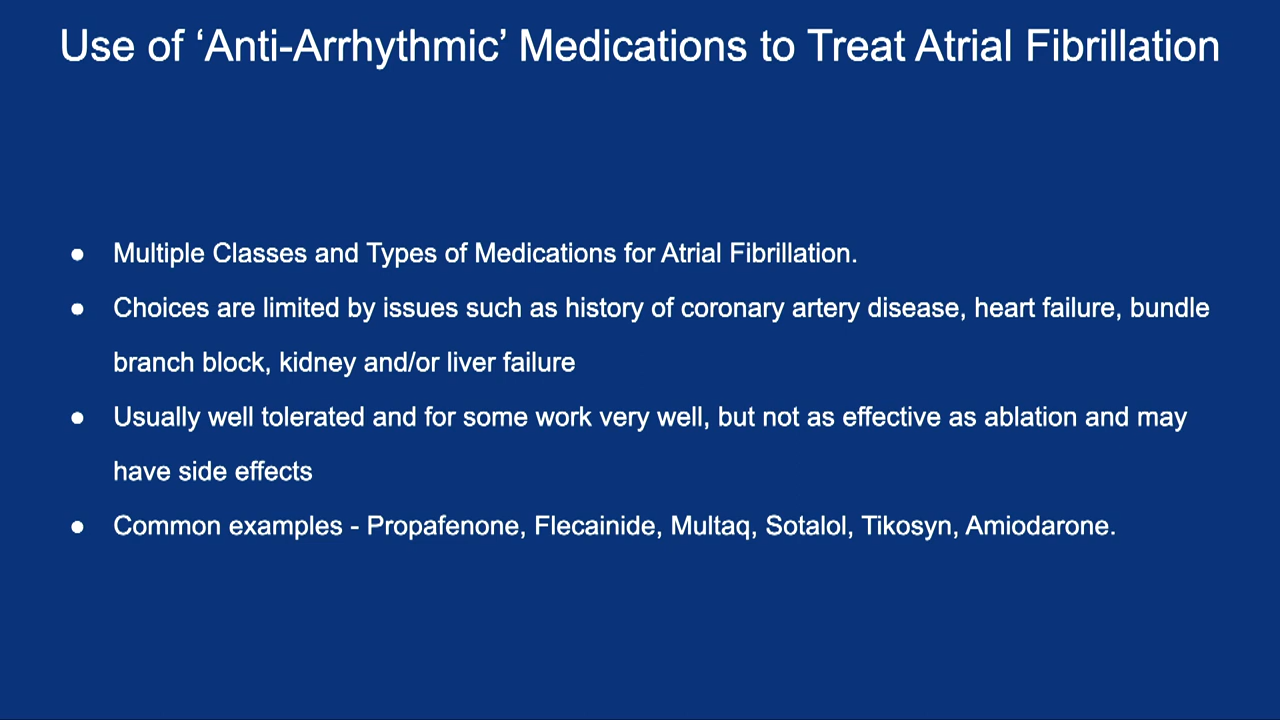 Use of ‘Anti-Arrhythmic’ Medications to Treat Atrial Fibrillation
● Multiple Classes and Types of Medications for Atrial Fibrillation.
● Choices are limited by issues such as history of coronary artery disease, heart failure, bundle
branch block, kidney and/or liver failure
● Usually well tolerated and for some work very well, but not as effective as ablation and may
have side effects
● Common examples - Propafenone, Flecainide, Multaq, Sotalol, Tikosyn, Amiodarone.